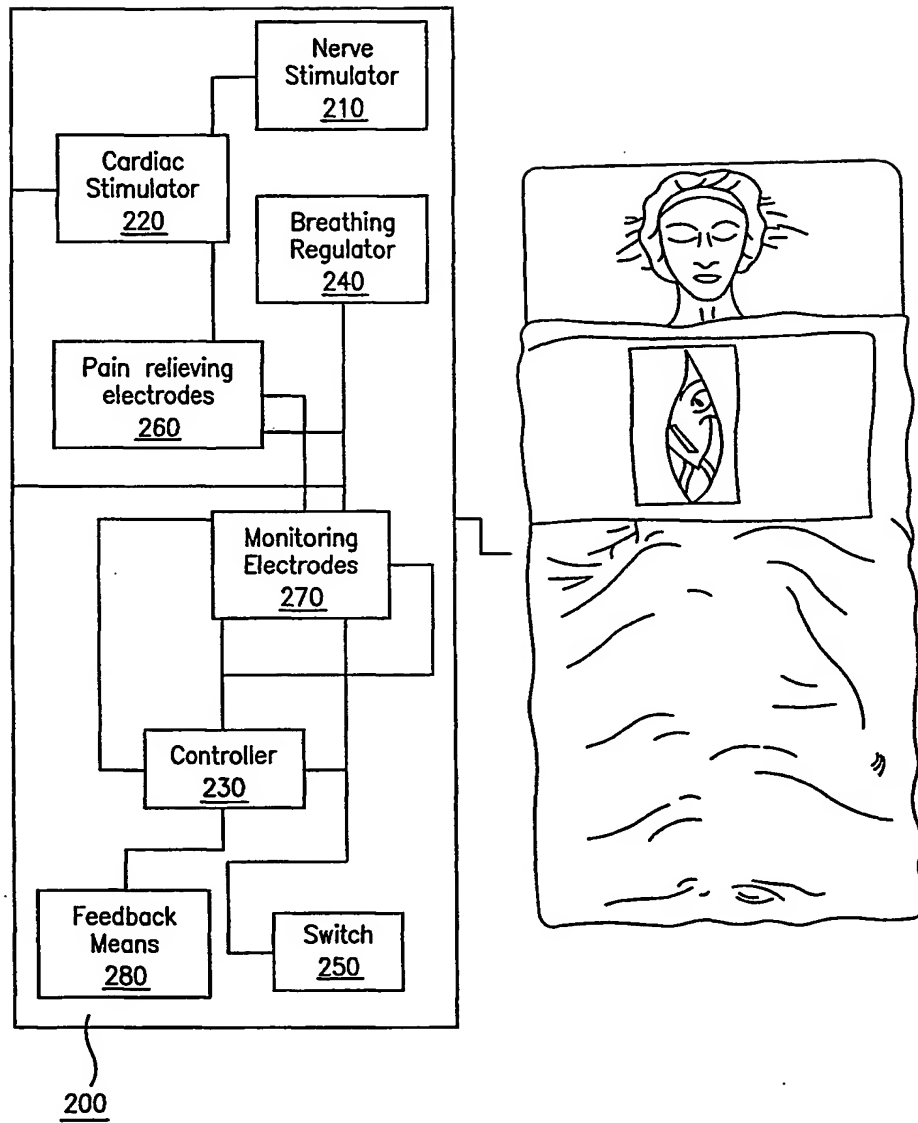 Nerve
Stimulator
210
Cardiac
Stimulator
220
Breathing
Regulator
240
Pain relieving
electrodes
260
Monitoring
Electrodes
270
Controller
230
Feedback
Means
280
Switch
250
200